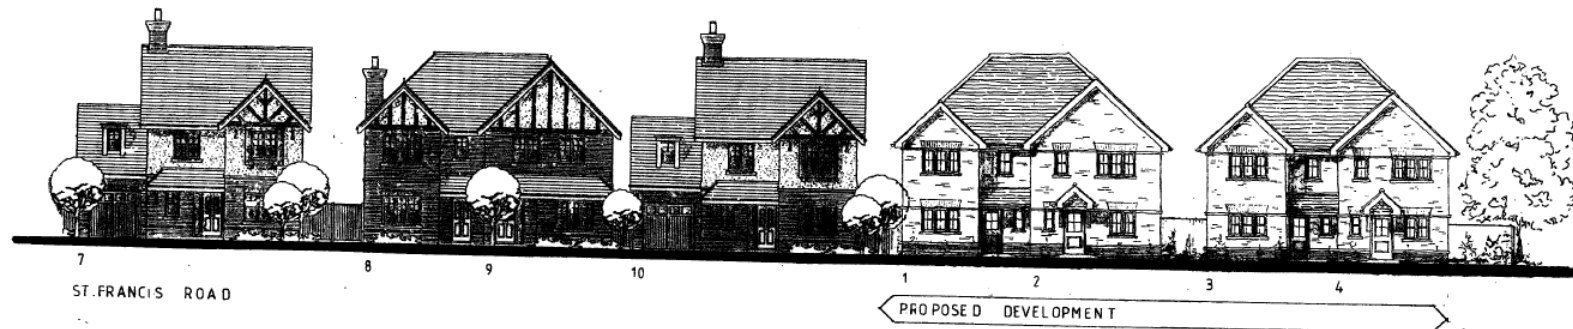 7 8 9 10 1 2 3 4
ST.FRANCIS ROAD
PROPOSED DEVELOPMENT